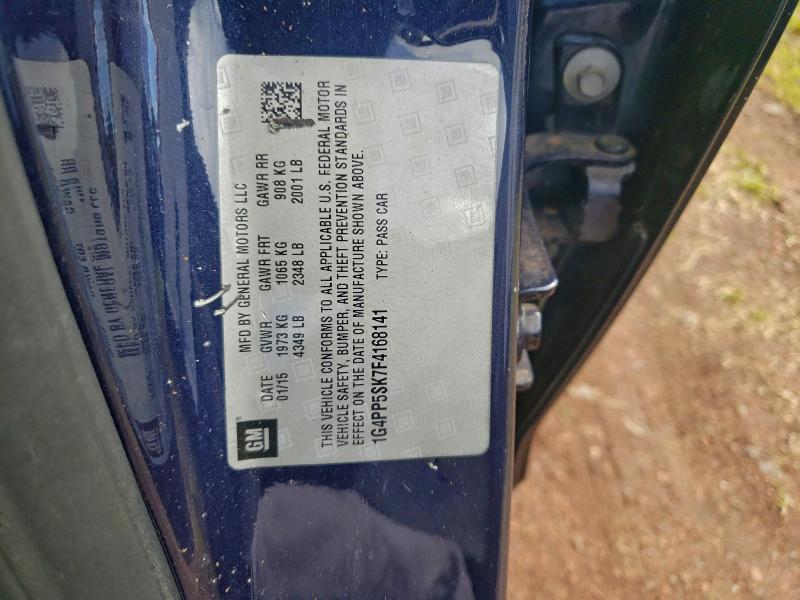 GM
MFD BY GENERAL MOTORS LLC
DATE GVWR GAWR FRT GAWR RR
01/15 1973 KG 1065 KG 908 KG
4349 LB 2348 LB 2001 LB
THIS VEHICLE CONFORMS TO ALL APPLICABLE U.S. FEDERAL MOTOR
VEHICLE SAFETY, BUMPER, AND THEFT PREVENTION STANDARDS IN
EFFECT ON THE DATE OF MANUFACTURE SHOWN ABOVE.
1G4PP5SK7F4168141 TYPE: PASS CAR